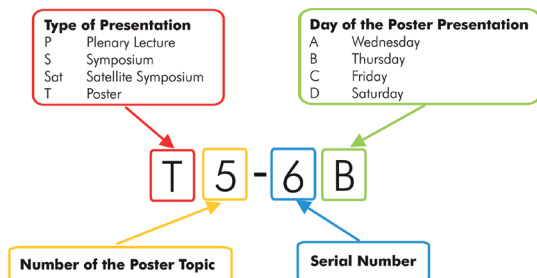 Type of Presentation
P Plenary Lecture
S Symposium
Sat Satellite Symposium
T Poster
Day of the Poster Presentation
A Wednesday
B Thursday
C Friday
D Saturday
T 5 - 6 B
Number of the Poster Topic
Serial Number